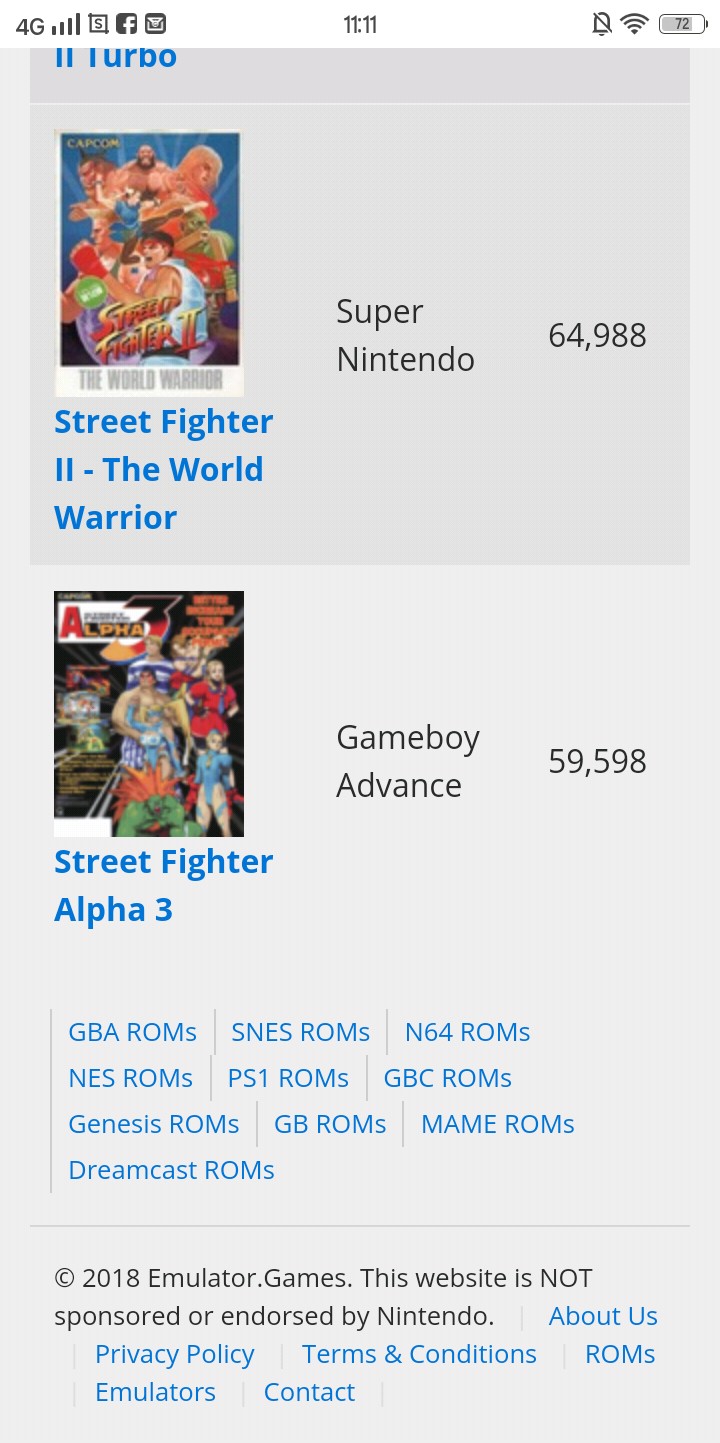 4G
11:11
72
II Turbo
CAPCOM
STREET
FIGHTER II
THE WORLD WARRIOR
Super
Nintendo
64,988
Street Fighter
II - The World
Warrior
CAPCOM
ALPHA 3
Gameboy
Advance
59,598
Street Fighter
Alpha 3
GBA ROMs
SNES ROMs
N64 ROMs
NES ROMs
PS1 ROMs
GBC ROMs
Genesis ROMs
GB ROMs
MAME ROMs
Dreamcast ROMs
© 2018 Emulator.Games. This website is NOT
sponsored or endorsed by Nintendo.
About Us
Privacy Policy
Terms & Conditions
ROMs
Emulators
Contact